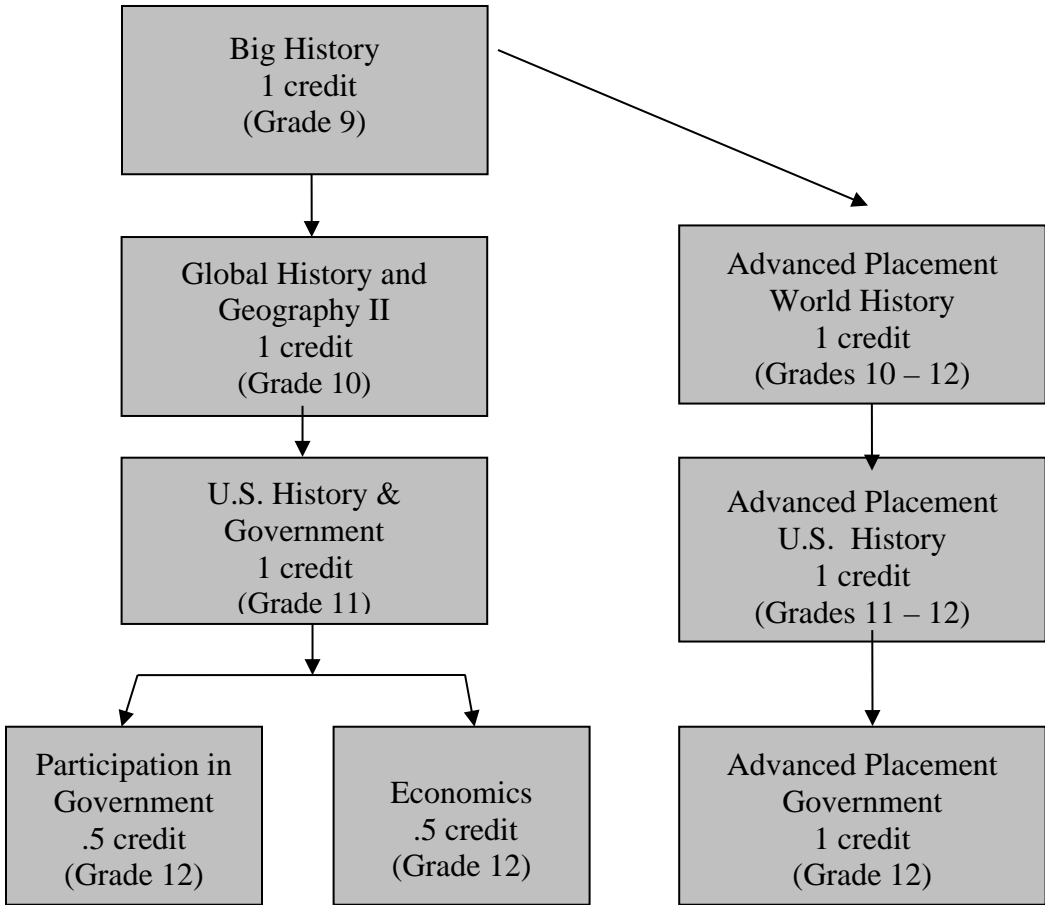 Big History
1 credit
(Grade 9)
Global History and
Geography II
1 credit
(Grade 10)
Advanced Placement
World History
1 credit
(Grades 10 – 12)
U.S. History &
Government
1 credit
(Grade 11)
Advanced Placement
U.S. History
1 credit
(Grades 11 – 12)
Participation in
Government
.5 credit
(Grade 12)
Economics
.5 credit
(Grade 12)
Advanced Placement
Government
1 credit
(Grade 12)